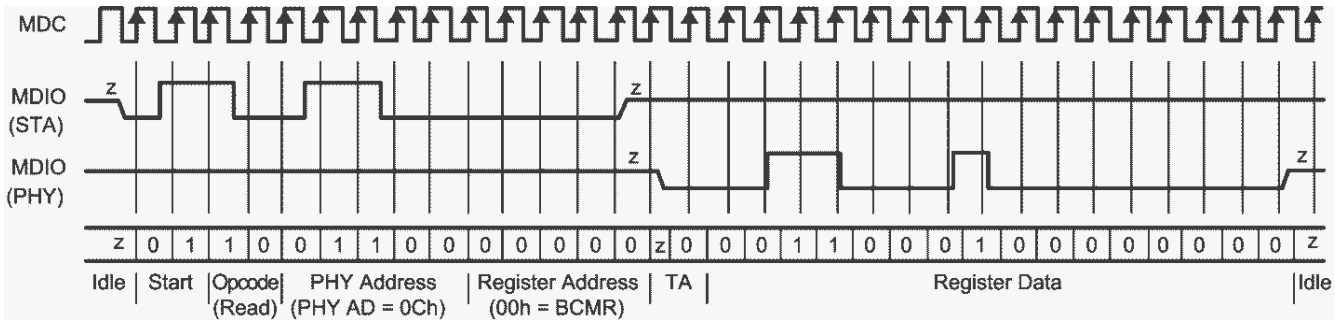 MDC
z z
MDIO
(STA)
MDIO z z
(PHY)
z 0 1 1 0 0 1 1 0 0 0 0 0 0 0 z 0 0 0 1 1 0 0 0 1 0 0 0 0 0 0 0 0 z
Idle Start Opcode PHY Address Register Address TA Register Data Idle
(Read) (PHY AD = 0Ch) (00h = BCMR)